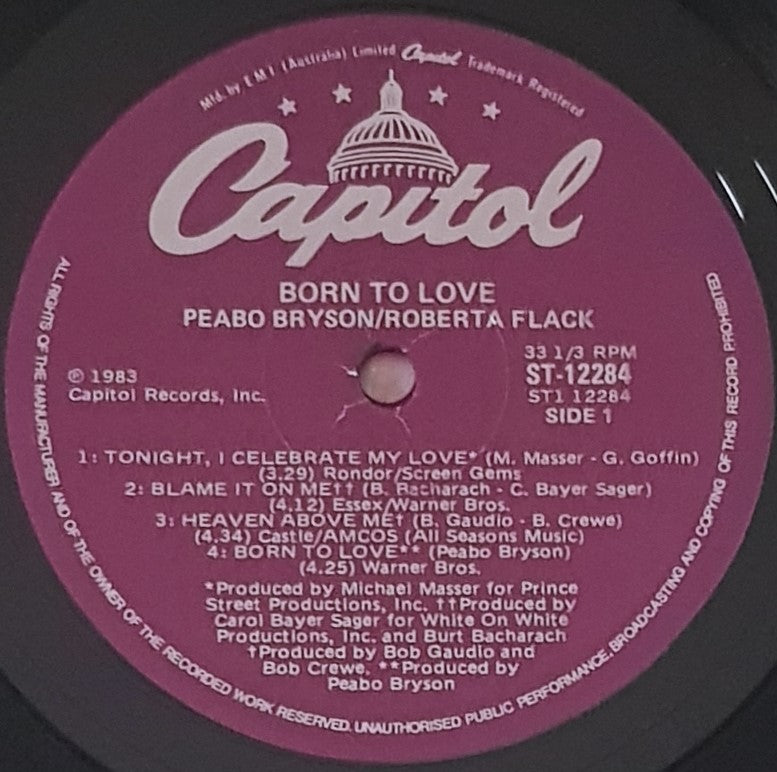 Mfd. by E M I (Australia) Limited Capitol Trademark Registered
Capitol
BORN TO LOVE
PEABO BRYSON/ROBERTA FLACK
33 1/3 RPM
℗ 1983
ST-12284
Capitol Records, Inc.
ST1 12284
SIDE 1
1: TONIGHT, I CELEBRATE MY LOVE* (M. Masser - G. Goffin)
(3.29) Rondor/Screen Gems
2: BLAME IT ON ME†† (B. Bacharach - C. Bayer Sager)
(4.12) Essex/Warner Bros.
3: HEAVEN ABOVE ME† (B. Gaudio - B. Crewe)
(4.34) Castle/AMCOS (All Seasons Music)
4: BORN TO LOVE** (Peabo Bryson)
(4.25) Warner Bros.
*Produced by Michael Masser for Prince
Street Productions, Inc. ††Produced by
Carol Bayer Sager for White On White
Productions, Inc. and Burt Bacharach
†Produced by Bob Gaudio and
Bob Crewe. **Produced by
Peabo Bryson
ALL RIGHTS OF THE MANUFACTURER AND OF THE OWNER OF THE RECORDED WORK RESERVED. UNAUTHORISED PUBLIC PERFORMANCE, BROADCASTING AND COPYING OF THIS RECORD PROHIBITED